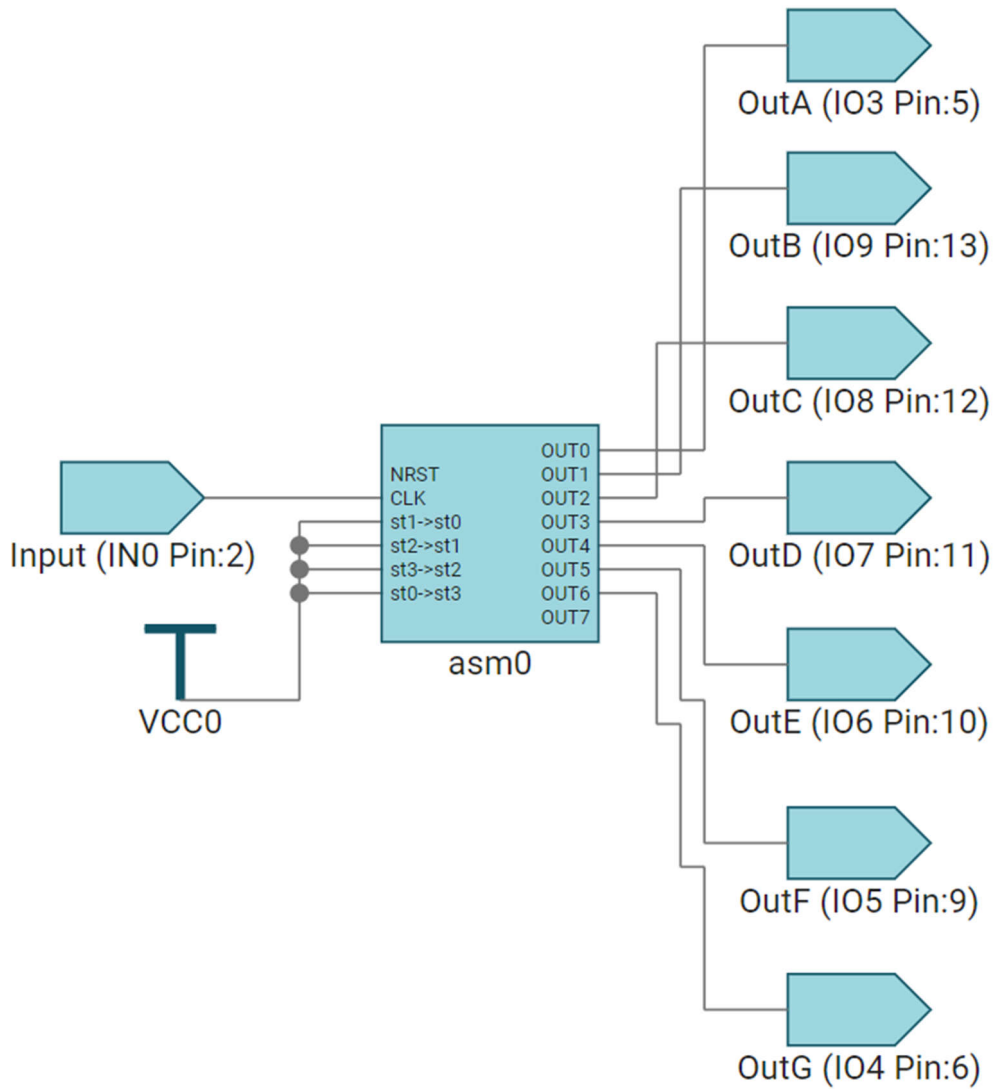 OutA (IO3 Pin:5)
OutB (IO9 Pin:13)
OutC (IO8 Pin:12)
OUT0
NRST
OUT1
CLK
OUT2
st1->st0
OUT3
st2->st1
OUT4
st3->st2
OUT5
st0->st3
OUT6
OUT7
Input (IN0 Pin:2)
asm0
VCC0
OutD (IO7 Pin:11)
OutE (IO6 Pin:10)
OutF (IO5 Pin:9)
OutG (IO4 Pin:6)